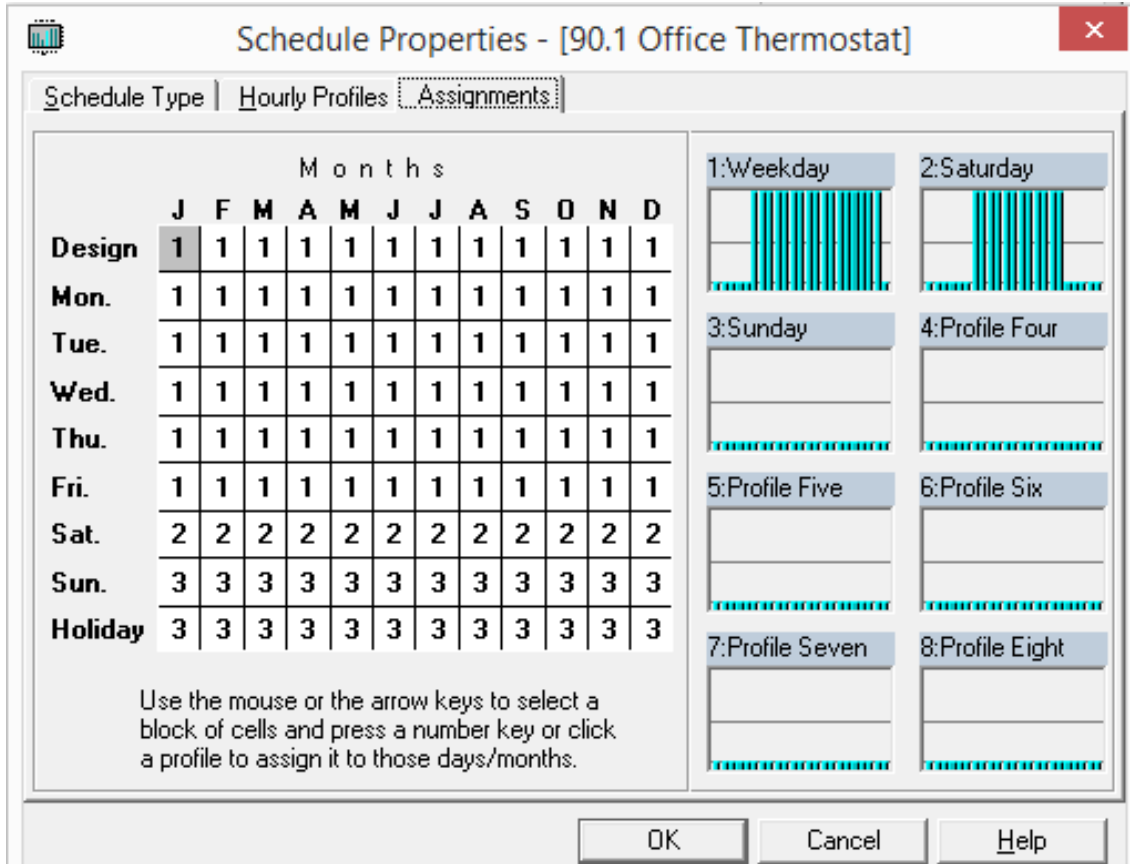 Schedule Properties - [90.1 Office Thermostat]
Schedule Type Hourly Profiles Assignments
Months
J F M A M J J A S O N D
Design 1 1 1 1 1 1 1 1 1 1 1 1
Mon. 1 1 1 1 1 1 1 1 1 1 1 1
Tue. 1 1 1 1 1 1 1 1 1 1 1 1
Wed. 1 1 1 1 1 1 1 1 1 1 1 1
Thu. 1 1 1 1 1 1 1 1 1 1 1 1
Fri. 1 1 1 1 1 1 1 1 1 1 1 1
Sat. 2 2 2 2 2 2 2 2 2 2 2 2
Sun. 3 3 3 3 3 3 3 3 3 3 3 3
Holiday 3 3 3 3 3 3 3 3 3 3 3 3
Use the mouse or the arrow keys to select a
block of cells and press a number key or click
a profile to assign it to those days/months.
1:Weekday 2:Saturday
3:Sunday 4:Profile Four
5:Profile Five 6:Profile Six
7:Profile Seven 8:Profile Eight
OK Cancel Help